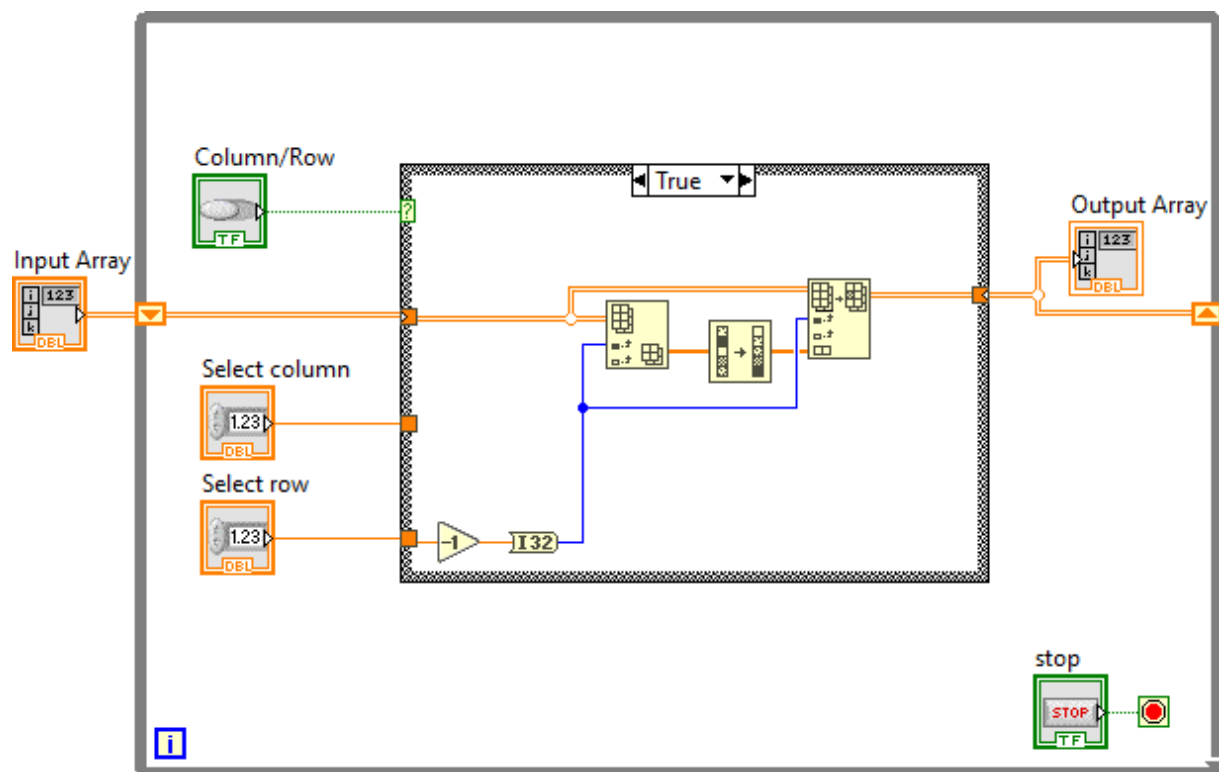 Column/Row
TF
True
?
Input Array
i 123
j
k
DBL
Output Array
i 123
j
k
DBL
Select column
1.23
DBL
Select row
1.23
DBL
-1
I32
stop
STOP
TF
i